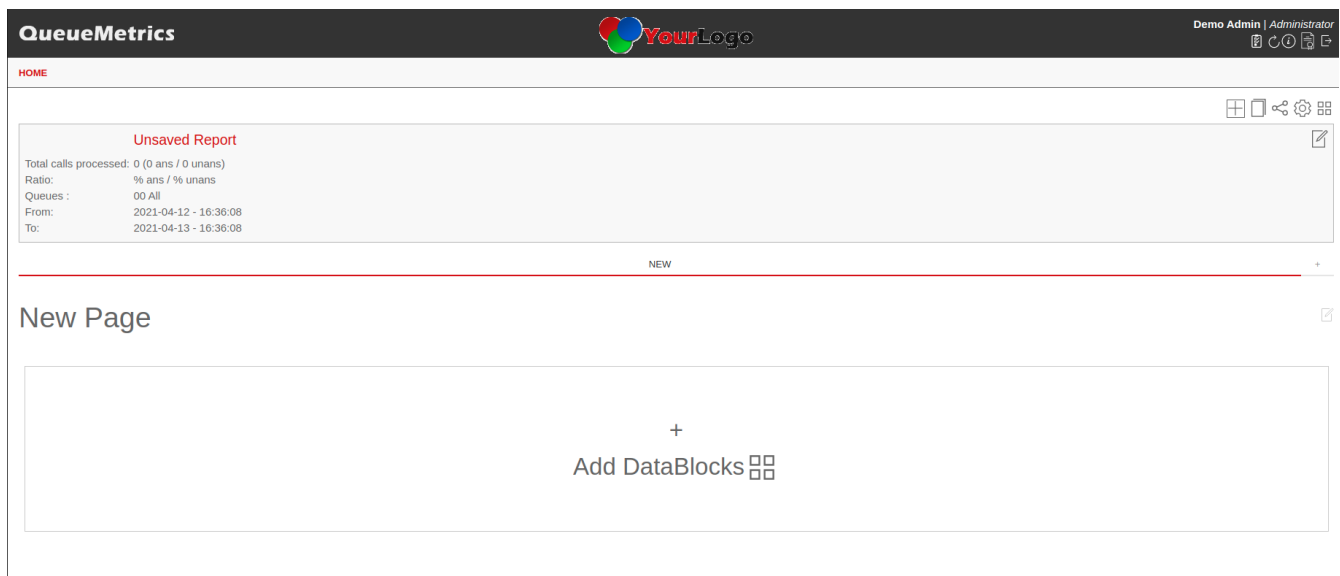 QueueMetrics
YourLogo
Demo Admin | Administrator
HOME
Unsaved Report
Total calls processed: 0 (0 ans / 0 unans)
Ratio: % ans / % unans
Queues : 00 All
From: 2021-04-12 - 16:36:08
To: 2021-04-13 - 16:36:08
NEW +
New Page
+
Add DataBlocks